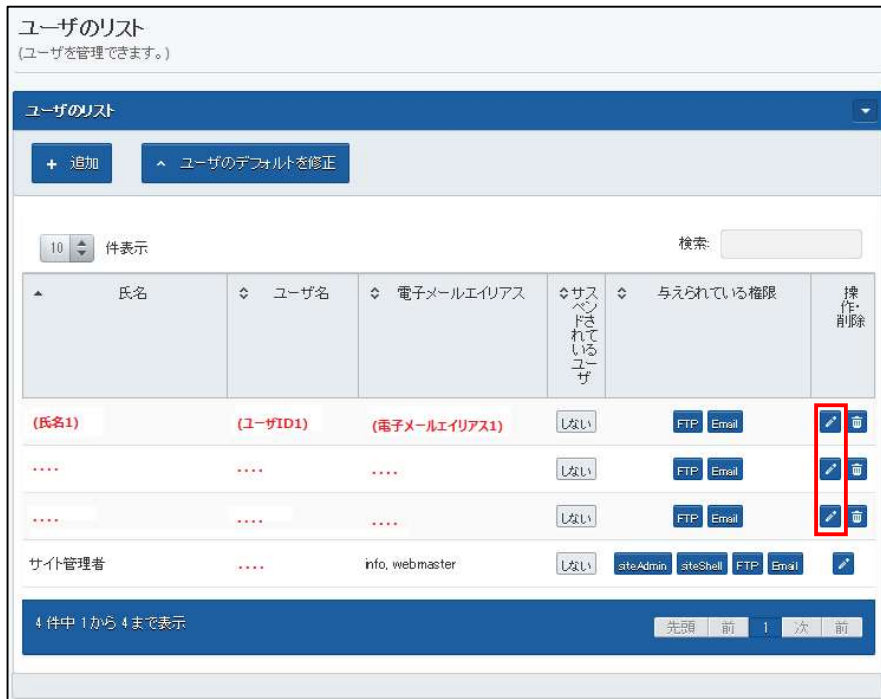 ユーザのリスト
(ユーザを管理できます。)
ユーザのリスト
+ 追加 ユーザのデフォルトを修正
10 件表示 検索:
氏名 ユーザ名 電子メールエイリアス サスペンドされているユーザ 与えられている権限 操作・削除
(氏名1) (ユーザID1) (電子メールエイリアス1) しない FTP Email
.... .... .... しない FTP Email
.... .... .... しない FTP Email
サイト管理者 .... info, webmaster しない siteAdmin siteShell FTP Email
4 件中 1 から 4 まで表示 先頭 前 1 次 前